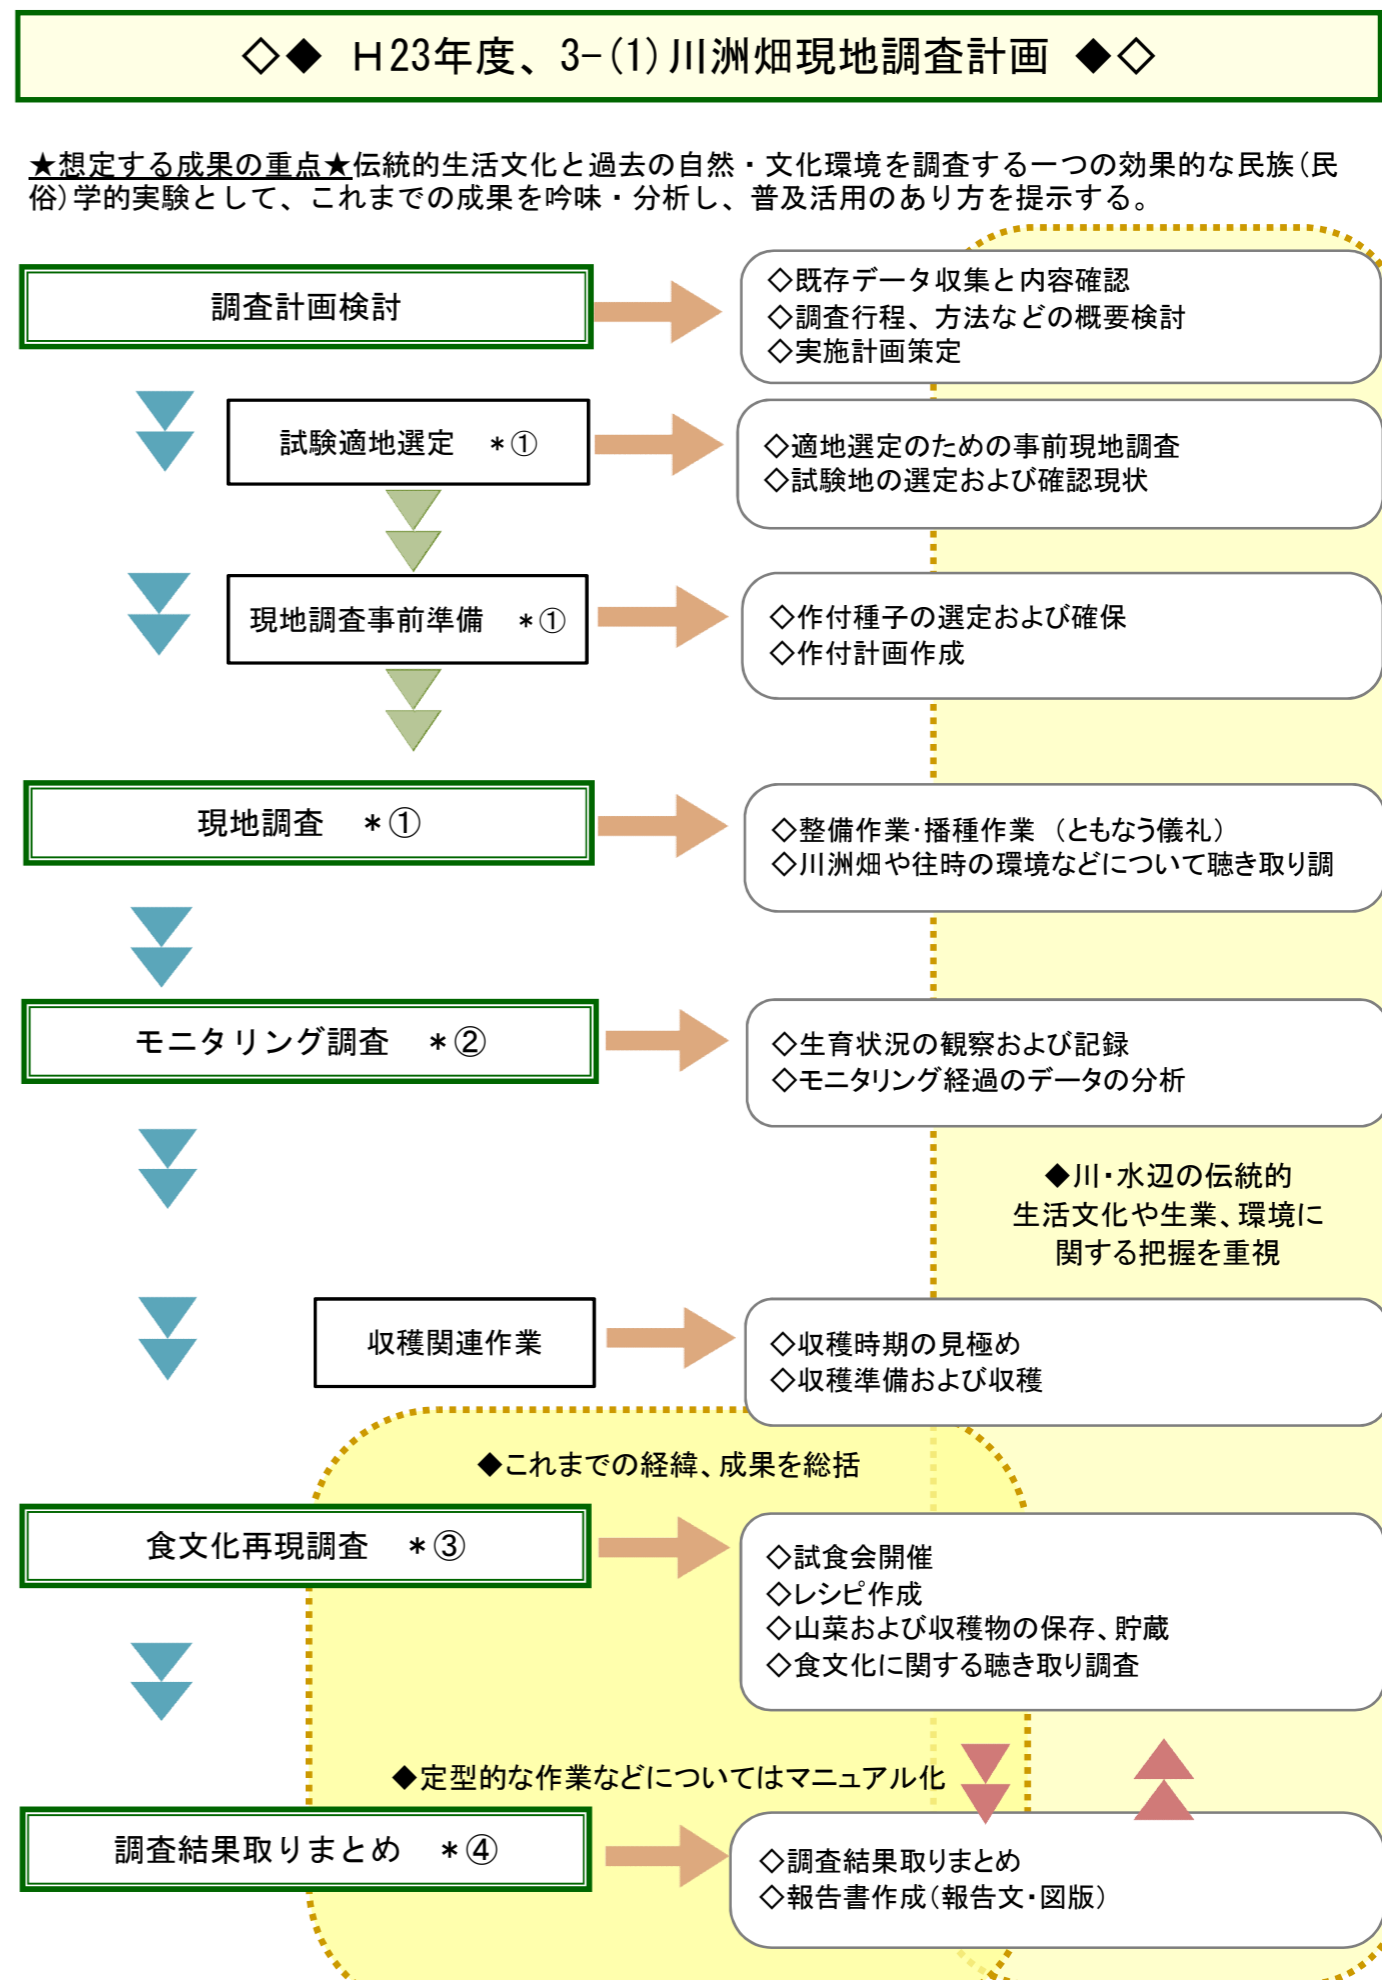 ◇◆ H23年度、3-(1)川洲畑現地調査計画 ◆◇
★想定する成果の重点★伝統的生活文化と過去の自然・文化環境を調査する一つの効果的な民族(民
俗)学的実験として、これまでの成果を吟味・分析し、普及活用のあり方を提示する。
調査計画検討
◇既存データ収集と内容確認
◇調査行程、方法などの概要検討
◇実施計画策定
試験適地選定 *①
◇適地選定のための事前現地調査
◇試験地の選定および確認現状
現地調査事前準備 *①
◇作付種子の選定および確保
◇作付計画作成
現地調査 *①
◇整備作業・播種作業 (ともなう儀礼)
◇川洲畑や往時の環境などについて聴き取り調
モニタリング調査 *②
◇生育状況の観察および記録
◇モニタリング経過のデータの分析
◆川・水辺の伝統的
生活文化や生業、環境に
関する把握を重視
収穫関連作業
◇収穫時期の見極め
◇収穫準備および収穫
◆これまでの経緯、成果を総括
食文化再現調査 *③
◇試食会開催
◇レシピ作成
◇山菜および収穫物の保存、貯蔵
◇食文化に関する聴き取り調査
◆定型的な作業などについてはマニュアル化
調査結果取りまとめ *④
◇調査結果取りまとめ
◇報告書作成(報告文・図版)